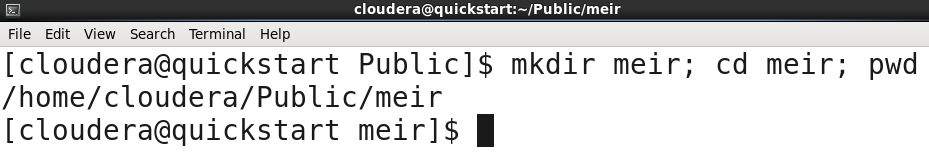 cloudera@quickstart:~/Public/meir
File Edit View Search Terminal Help
[cloudera@quickstart Public]$ mkdir meir; cd meir; pwd
/home/cloudera/Public/meir
[cloudera@quickstart meir]$